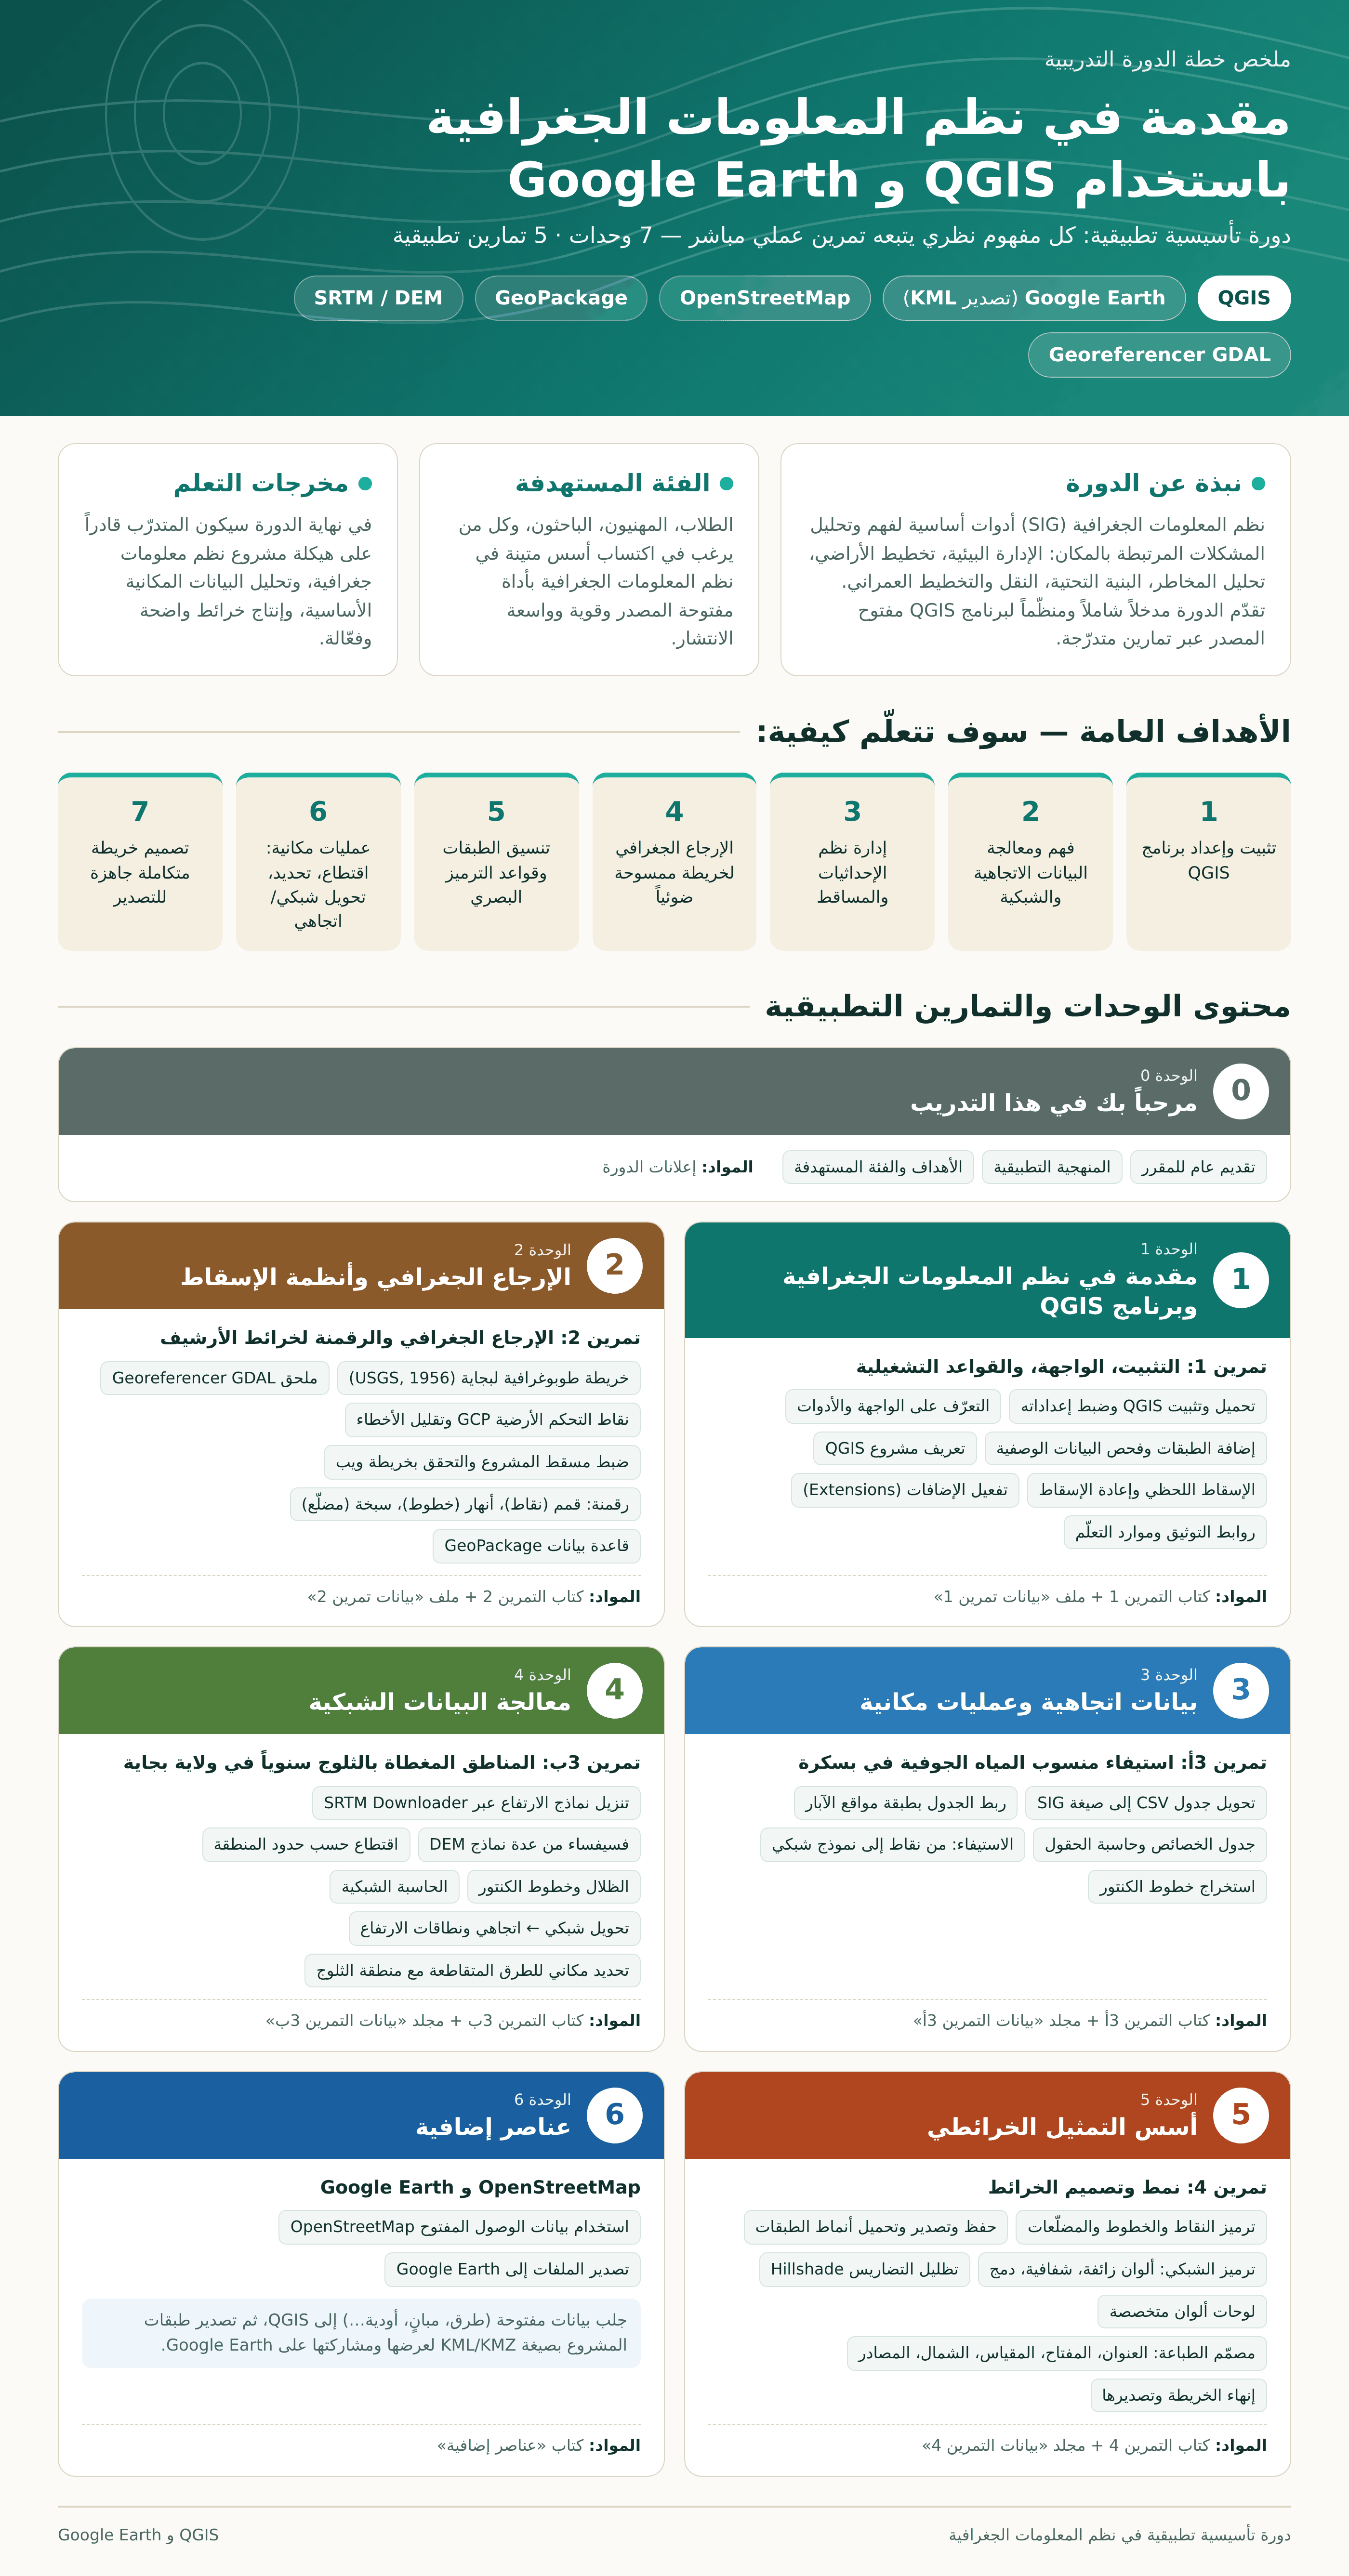 ملخص خطة الدورة التدريبية
مقدمة في نظم المعلومات الجغرافية
باستخدام QGIS و Google Earth
دورة تأسيسية تطبيقية: كل مفهوم نظري يتبعه تمرين عملي مباشر — 7 وحدات · 5 تمارين تطبيقية
QGIS
Google Earth (تصدير KML)
OpenStreetMap
GeoPackage
SRTM / DEM
Georeferencer GDAL
نبذة عن الدورة
نظم المعلومات الجغرافية (SIG) أدوات أساسية لفهم وتحليل
المشكلات المرتبطة بالمكان: الإدارة البيئية، تخطيط الأراضي،
تحليل المخاطر، البنية التحتية، النقل والتخطيط العمراني.
تقدّم الدورة مدخلاً شاملاً ومنظّماً لبرنامج QGIS مفتوح
المصدر عبر تمارين متدرّجة.
الفئة المستهدفة
الطلاب، المهنيون، الباحثون، وكل من
يرغب في اكتساب أسس متينة في
نظم المعلومات الجغرافية بأداة
مفتوحة المصدر وقوية وواسعة
الانتشار.
مخرجات التعلم
في نهاية الدورة سيكون المتدرّب قادراً
على هيكلة مشروع نظم معلومات
جغرافية، وتحليل البيانات المكانية
الأساسية، وإنتاج خرائط واضحة
وفعّالة.
الأهداف العامة — سوف تتعلّم كيفية:
1
تثبيت وإعداد برنامج
QGIS
2
فهم ومعالجة
البيانات الاتجاهية
والشبكية
3
إدارة نظم
الإحداثيات
والمساقط
4
الإرجاع الجغرافي
لخريطة ممسوحة
ضوئياً
5
تنسيق الطبقات
وقواعد الترميز
البصري
6
عمليات مكانية:
اقتطاع، تحديد،
تحويل شبكي/
اتجاهي
7
تصميم خريطة
متكاملة جاهزة
للتصدير
محتوى الوحدات والتمارين التطبيقية
0
الوحدة 0
مرحباً بك في هذا التدريب
تقديم عام للمقرر
المنهجية التطبيقية
الأهداف والفئة المستهدفة
المواد: إعلانات الدورة
1
الوحدة 1
مقدمة في نظم المعلومات الجغرافية
وبرنامج QGIS
تمرين 1: التثبيت، الواجهة، والقواعد التشغيلية
تحميل وتثبيت QGIS وضبط إعداداته
التعرّف على الواجهة والأدوات
إضافة الطبقات وفحص البيانات الوصفية
تعريف مشروع QGIS
الإسقاط اللحظي وإعادة الإسقاط
تفعيل الإضافات (Extensions)
روابط التوثيق وموارد التعلّم
المواد: كتاب التمرين 1 + ملف «بيانات تمرين 1»
2
الوحدة 2
الإرجاع الجغرافي وأنظمة الإسقاط
تمرين 2: الإرجاع الجغرافي والرقمنة لخرائط الأرشيف
خريطة طوبوغرافية لبجاية (USGS, 1956)
ملحق Georeferencer GDAL
نقاط التحكم الأرضية GCP وتقليل الأخطاء
ضبط مسقط المشروع والتحقق بخريطة ويب
رقمنة: قمم (نقاط)، أنهار (خطوط)، سبخة (مضلّع)
قاعدة بيانات GeoPackage
المواد: كتاب التمرين 2 + ملف «بيانات تمرين 2»
3
الوحدة 3
بيانات اتجاهية وعمليات مكانية
تمرين 3أ: استيفاء منسوب المياه الجوفية في بسكرة
تحويل جدول CSV إلى صيغة SIG
ربط الجدول بطبقة مواقع الآبار
جدول الخصائص وحاسبة الحقول
الاستيفاء: من نقاط إلى نموذج شبكي
استخراج خطوط الكنتور
المواد: كتاب التمرين 3أ + مجلد «بيانات التمرين 3أ»
4
الوحدة 4
معالجة البيانات الشبكية
تمرين 3ب: المناطق المغطاة بالثلوج سنوياً في ولاية بجاية
تنزيل نماذج الارتفاع عبر SRTM Downloader
فسيفساء من عدة نماذج DEM
اقتطاع حسب حدود المنطقة
الظلال وخطوط الكنتور
الحاسبة الشبكية
تحويل شبكي ← اتجاهي ونطاقات الارتفاع
تحديد مكاني للطرق المتقاطعة مع منطقة الثلوج
المواد: كتاب التمرين 3ب + مجلد «بيانات التمرين 3ب»
5
الوحدة 5
أسس التمثيل الخرائطي
تمرين 4: نمط وتصميم الخرائط
ترميز النقاط والخطوط والمضلّعات
حفظ وتصدير وتحميل أنماط الطبقات
ترميز الشبكي: ألوان زائفة، شفافية، دمج
تظليل التضاريس Hillshade
لوحات ألوان متخصصة
مصمّم الطباعة: العنوان، المفتاح، المقياس، الشمال، المصادر
إنهاء الخريطة وتصديرها
المواد: كتاب التمرين 4 + مجلد «بيانات التمرين 4»
6
الوحدة 6
عناصر إضافية
OpenStreetMap و Google Earth
استخدام بيانات الوصول المفتوح OpenStreetMap
تصدير الملفات إلى Google Earth
جلب بيانات مفتوحة (طرق، مبانٍ، أودية…) إلى QGIS، ثم تصدير طبقات
المشروع بصيغة KML/KMZ لعرضها ومشاركتها على Google Earth.
المواد: كتاب «عناصر إضافية»
دورة تأسيسية تطبيقية في نظم المعلومات الجغرافية
QGIS و Google Earth